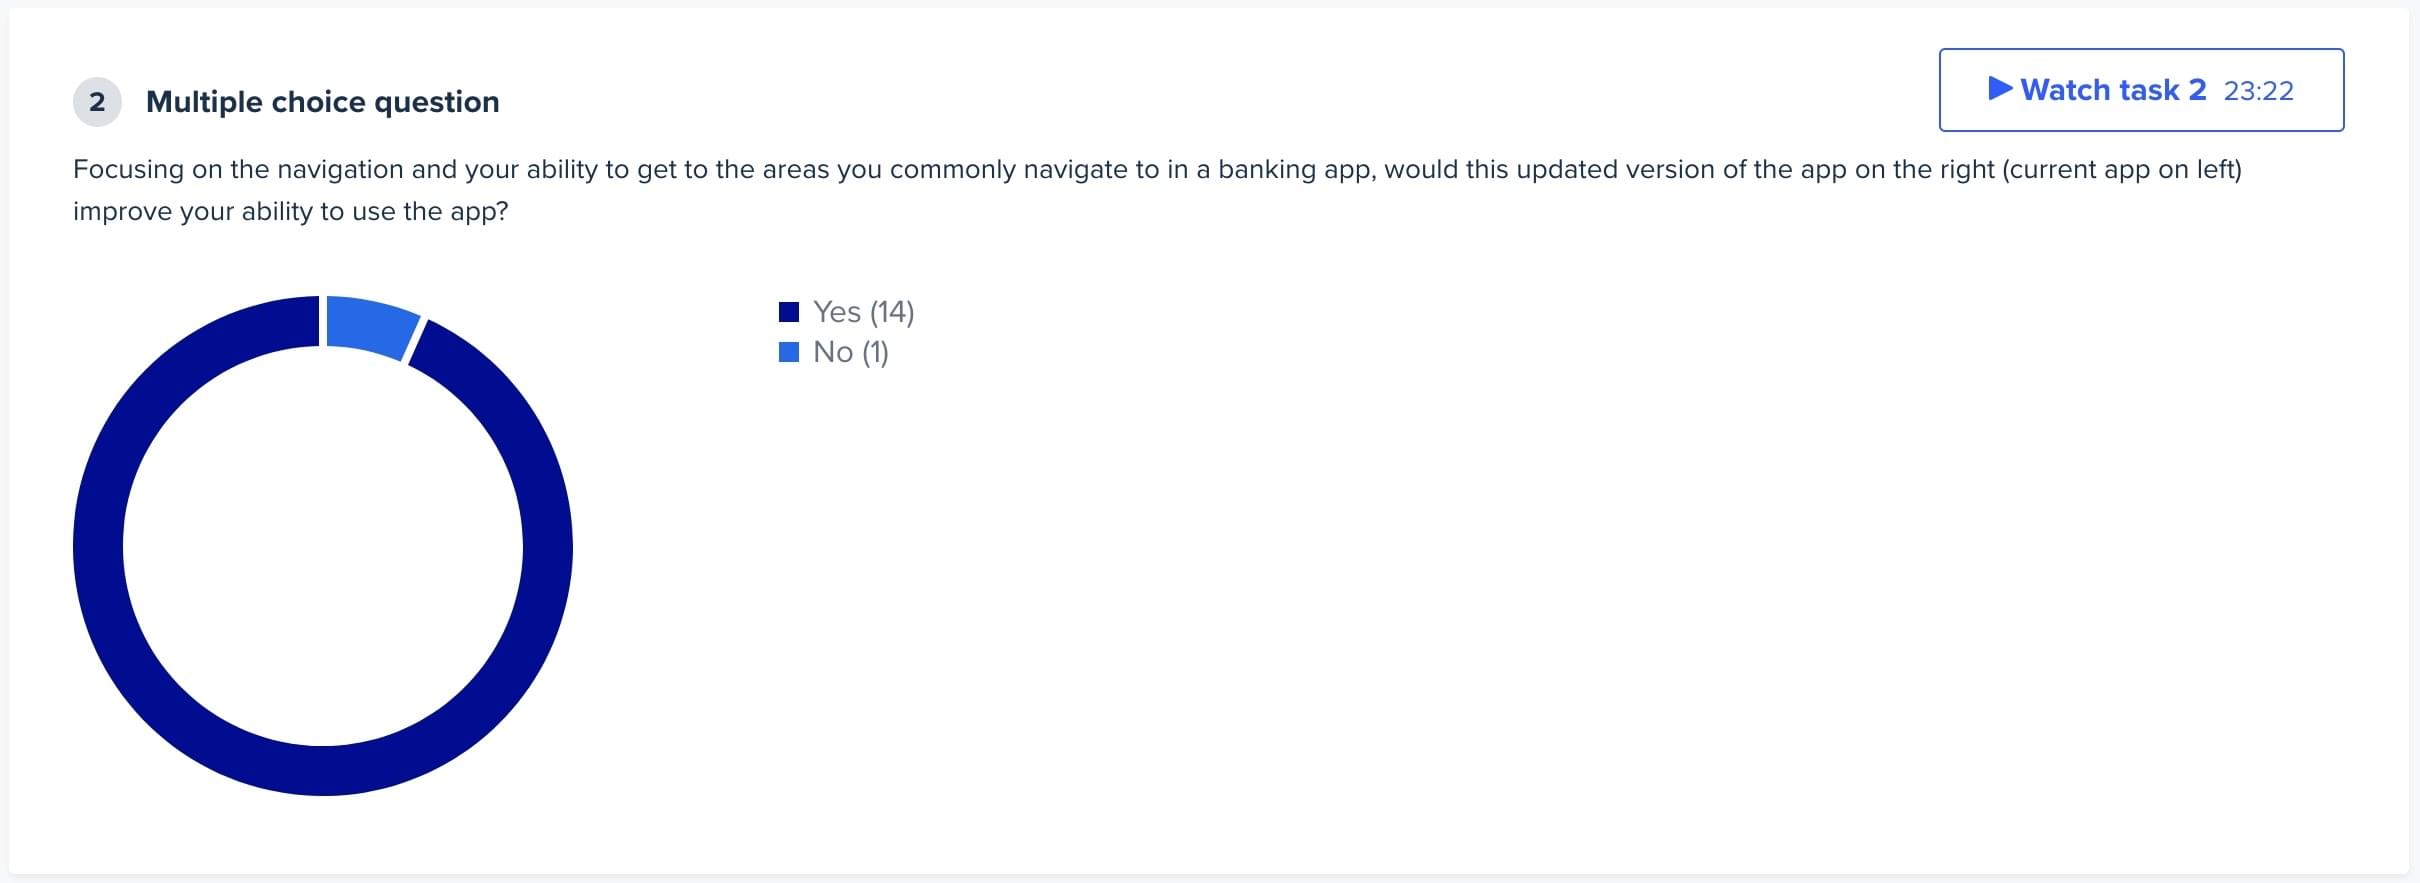 2 Multiple choice question
Watch task 2 23:22
Focusing on the navigation and your ability to get to the areas you commonly navigate to in a banking app, would this updated version of the app on the right (current app on left)
improve your ability to use the app?
Yes (14)
No (1)